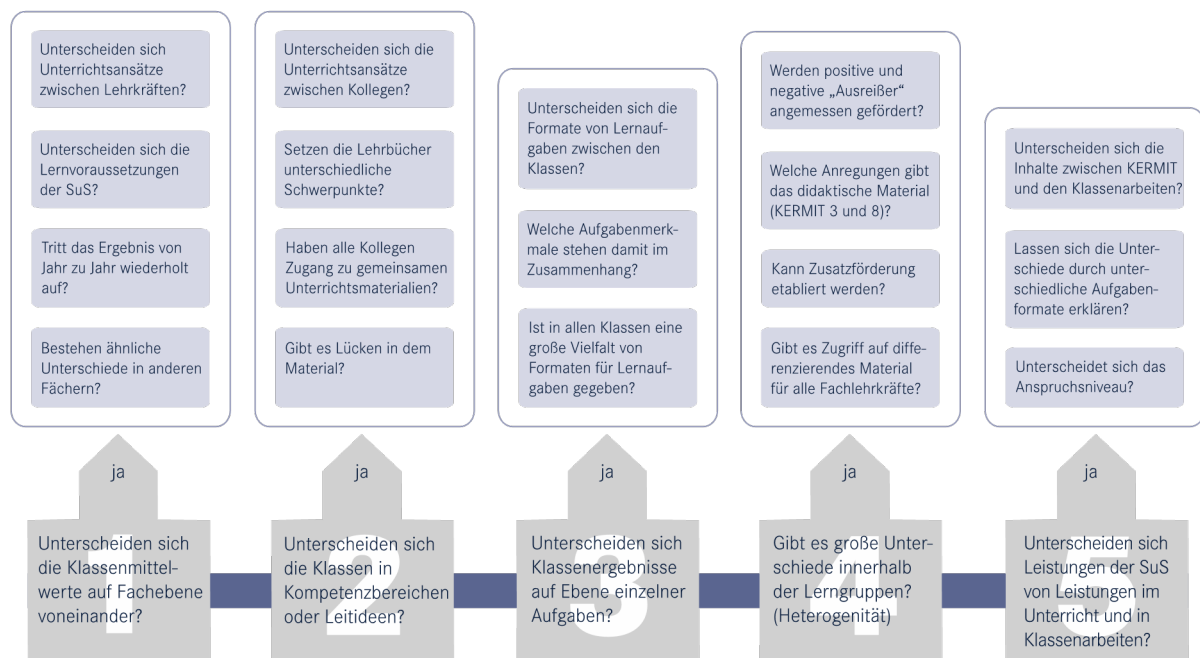 Unterscheiden sich
Unterrichtsansätze
zwischen Lehrkräften?
Unterscheiden sich die
Lernvoraussetzungen
der SuS?
Tritt das Ergebnis von
Jahr zu Jahr wiederholt
auf?
Bestehen ähnliche
Unterschiede in anderen
Fächern?
ja
1
Unterscheiden sich
die Klassenmittel-
werte auf Fachebene
voneinander?
Unterscheiden sich die
Unterrichtsansätze
zwischen Kollegen?
Setzen die Lehrbücher
unterschiedliche
Schwerpunkte?
Haben alle Kollegen
Zugang zu gemeinsamen
Unterrichtsmaterialien?
Gibt es Lücken in dem
Material?
ja
2
Unterscheiden sich
die Klassen in
Kompetenzbereichen
oder Leitideen?
Unterscheiden sich die
Formate von Lernauf-
gaben zwischen den
Klassen?
Welche Aufgabenmerk-
male stehen damit im
Zusammenhang?
Ist in allen Klassen eine
große Vielfalt von
Formaten für Lernauf-
gaben gegeben?
ja
3
Unterscheiden sich
Klassenergebnisse
auf Ebene einzelner
Aufgaben?
Werden positive und
negative „Ausreißer“
angemessen gefördert?
Welche Anregungen gibt
das didaktische Material
(KERMIT 3 und 8)?
Kann Zusatzförderung
etabliert werden?
Gibt es Zugriff auf diffe-
renzierendes Material
für alle Fachlehrkräfte?
ja
4
Gibt es große Unter-
schiede innerhalb
der Lerngruppen?
(Heterogenität)
Unterscheiden sich die
Inhalte zwischen KERMIT
und den Klassenarbeiten?
Lassen sich die Unter-
schiede durch unter-
schiedliche Aufgaben-
formate erklären?
Unterscheidet sich das
Anspruchsniveau?
ja
5
Unterscheiden sich
Leistungen der SuS
von Leistungen im
Unterricht und in
Klassenarbeiten?